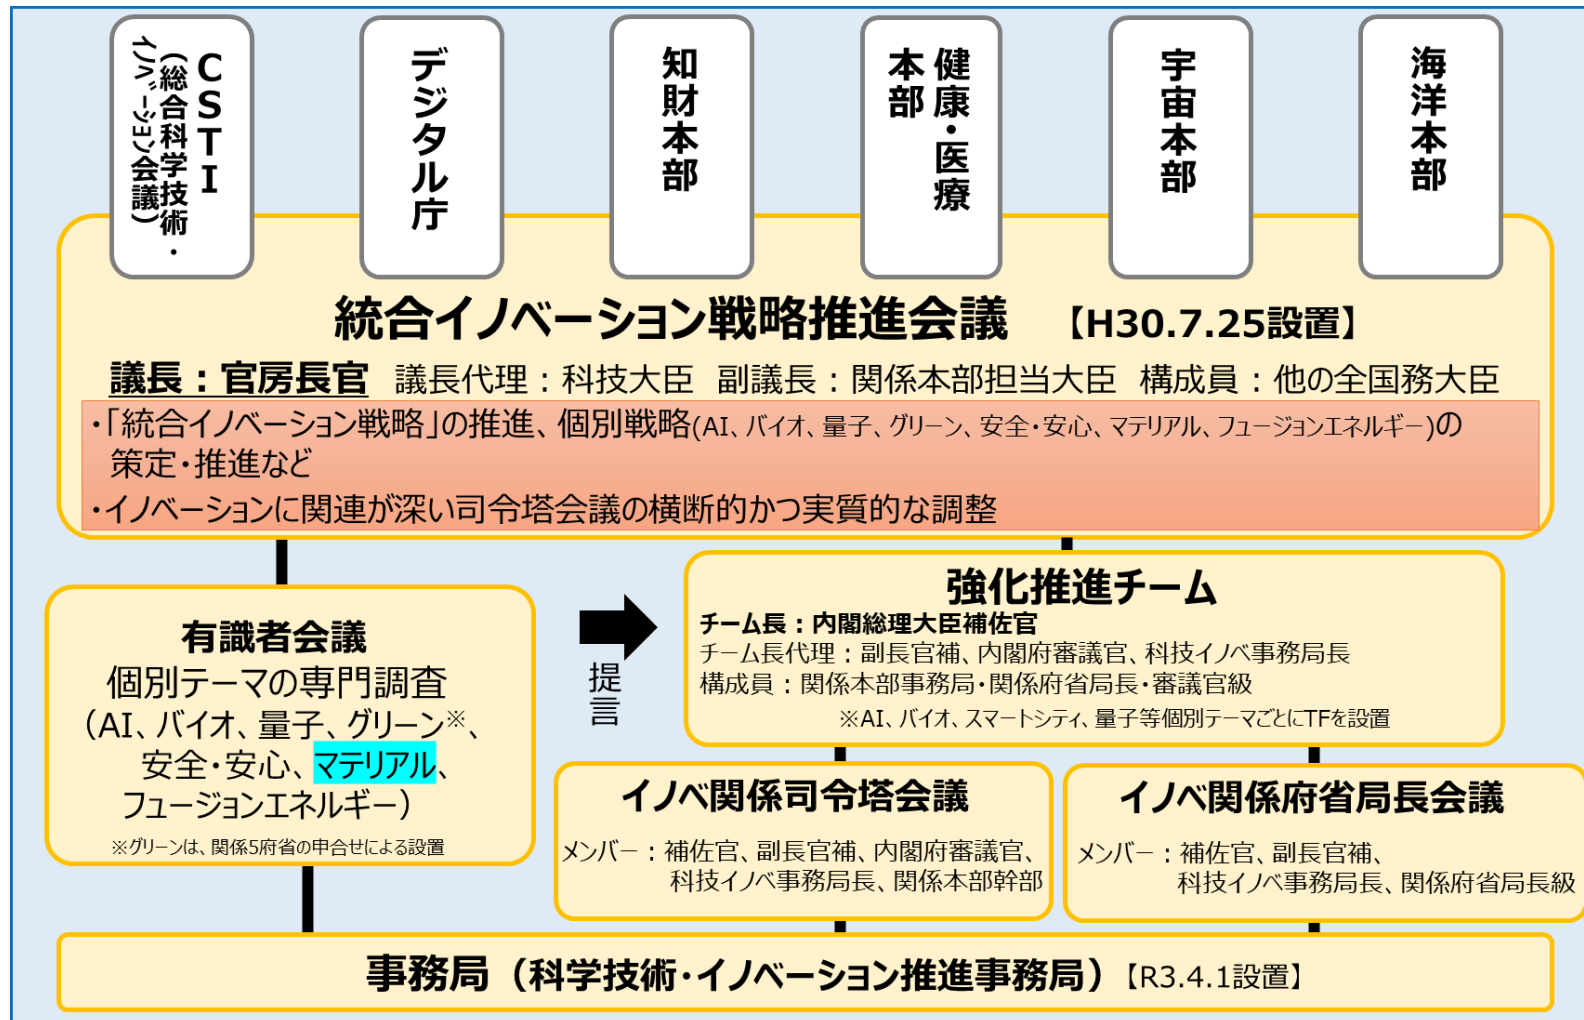 CSTI
(総合科学技術・
イノベーション会議)
デジタル庁
知財本部
健康・医療
本部
宇宙本部
海洋本部
統合イノベーション戦略推進会議 【H30.7.25設置】
議長：官房長官 議長代理：科技大臣 副議長：関係本部担当大臣 構成員：他の全国務大臣
・「統合イノベーション戦略」の推進、個別戦略(AI、バイオ、量子、グリーン、安全・安心、マテリアル、フュージョンエネルギー)の
策定・推進など
・イノベーションに関連が深い司令塔会議の横断的かつ実質的な調整
有識者会議
個別テーマの専門調査
（AI、バイオ、量子、グリーン※、
安全・安心、マテリアル、
フュージョンエネルギー）
※グリーンは、関係5府省の申合せによる設置
提言
強化推進チーム
チーム長：内閣総理大臣補佐官
チーム長代理：副長官補、内閣府審議官、科技イノベ事務局長
構成員：関係本部事務局・関係府省局長・審議官級
※AI、バイオ、スマートシティ、量子等個別テーマごとにTFを設置
イノベ関係司令塔会議
メンバー：補佐官、副長官補、内閣府審議官、
科技イノベ事務局長、関係本部幹部
イノベ関係府省局長会議
メンバー：補佐官、副長官補、
科技イノベ事務局長、関係府省局長級
事務局（科学技術・イノベーション推進事務局）【R3.4.1設置】